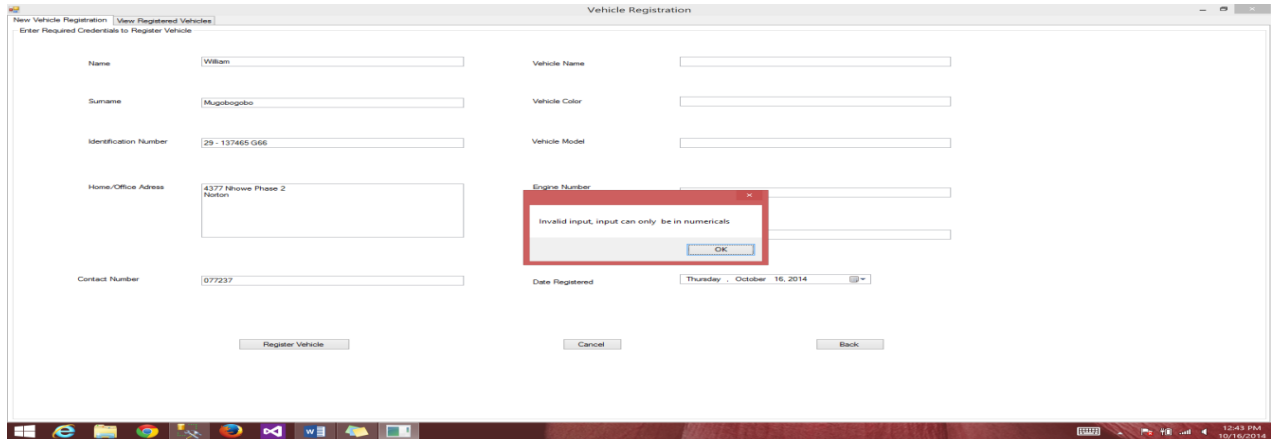 Vehicle Registration
New Vehicle Registration View Registered Vehicles
Enter Required Credentials to Register Vehicle
Name William Vehicle Name
Surname Mugobogobo Vehicle Color
Identification Number 29 - 137465 G66 Vehicle Model
Home/Office Adress 4377 Nhowe Phase 2 Engine Number
Norton
Invalid input, input can only be in numericals
OK
Contact Number 077237 Date Registered Thursday , October 16, 2014
Register Vehicle Cancel Back
12:43 PM
10/16/2014